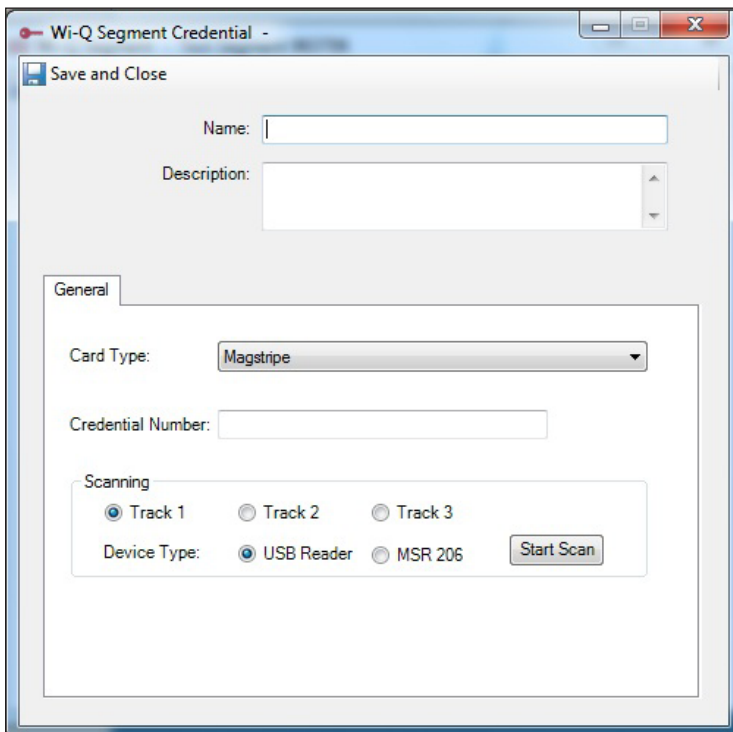 Wi-Q Segment Credential -
Save and Close
Name:
Description:
General
Card Type: Magstripe
Credential Number:
Scanning
Track 1 Track 2 Track 3
Device Type: USB Reader MSR 206 Start Scan